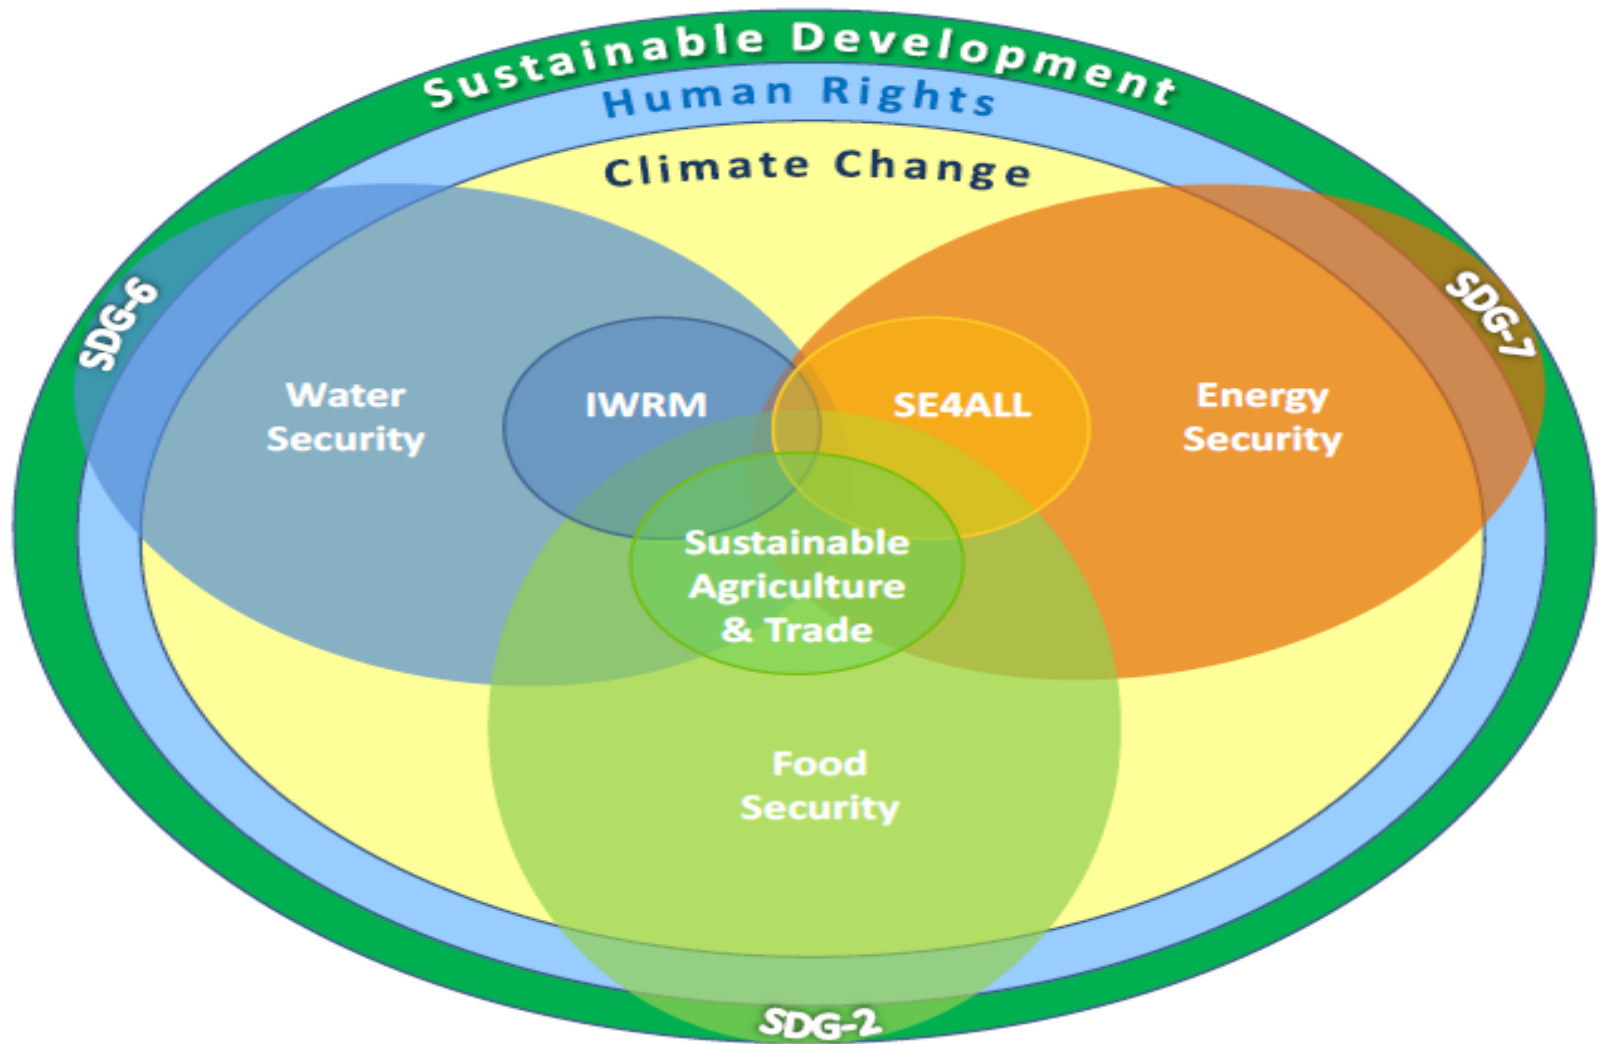 Sustainable Development
Human Rights
Climate Change
SDG-6
SDG-7
Water
Security
IWRM
SE4ALL
Energy
Security
Sustainable
Agriculture
& Trade
Food
Security
SDG-2